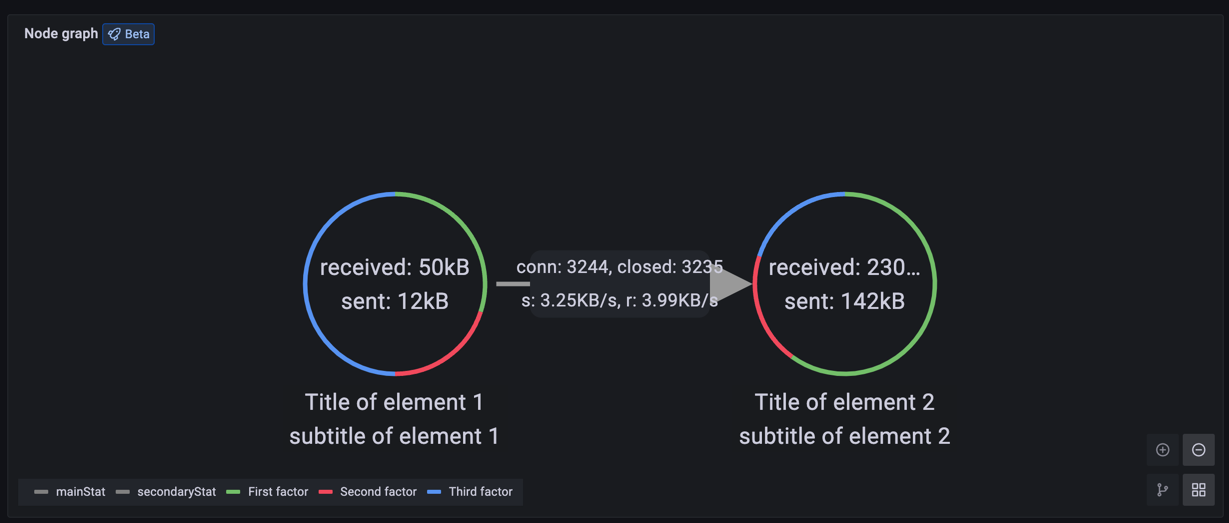 Node graph Beta
received: 50kB
sent: 12kB
conn: 3244, closed: 3235
s: 3.25KB/s, r: 3.99KB/s
received: 230…
sent: 142kB
Title of element 1
subtitle of element 1
Title of element 2
subtitle of element 2
mainStat secondaryStat First factor Second factor Third factor